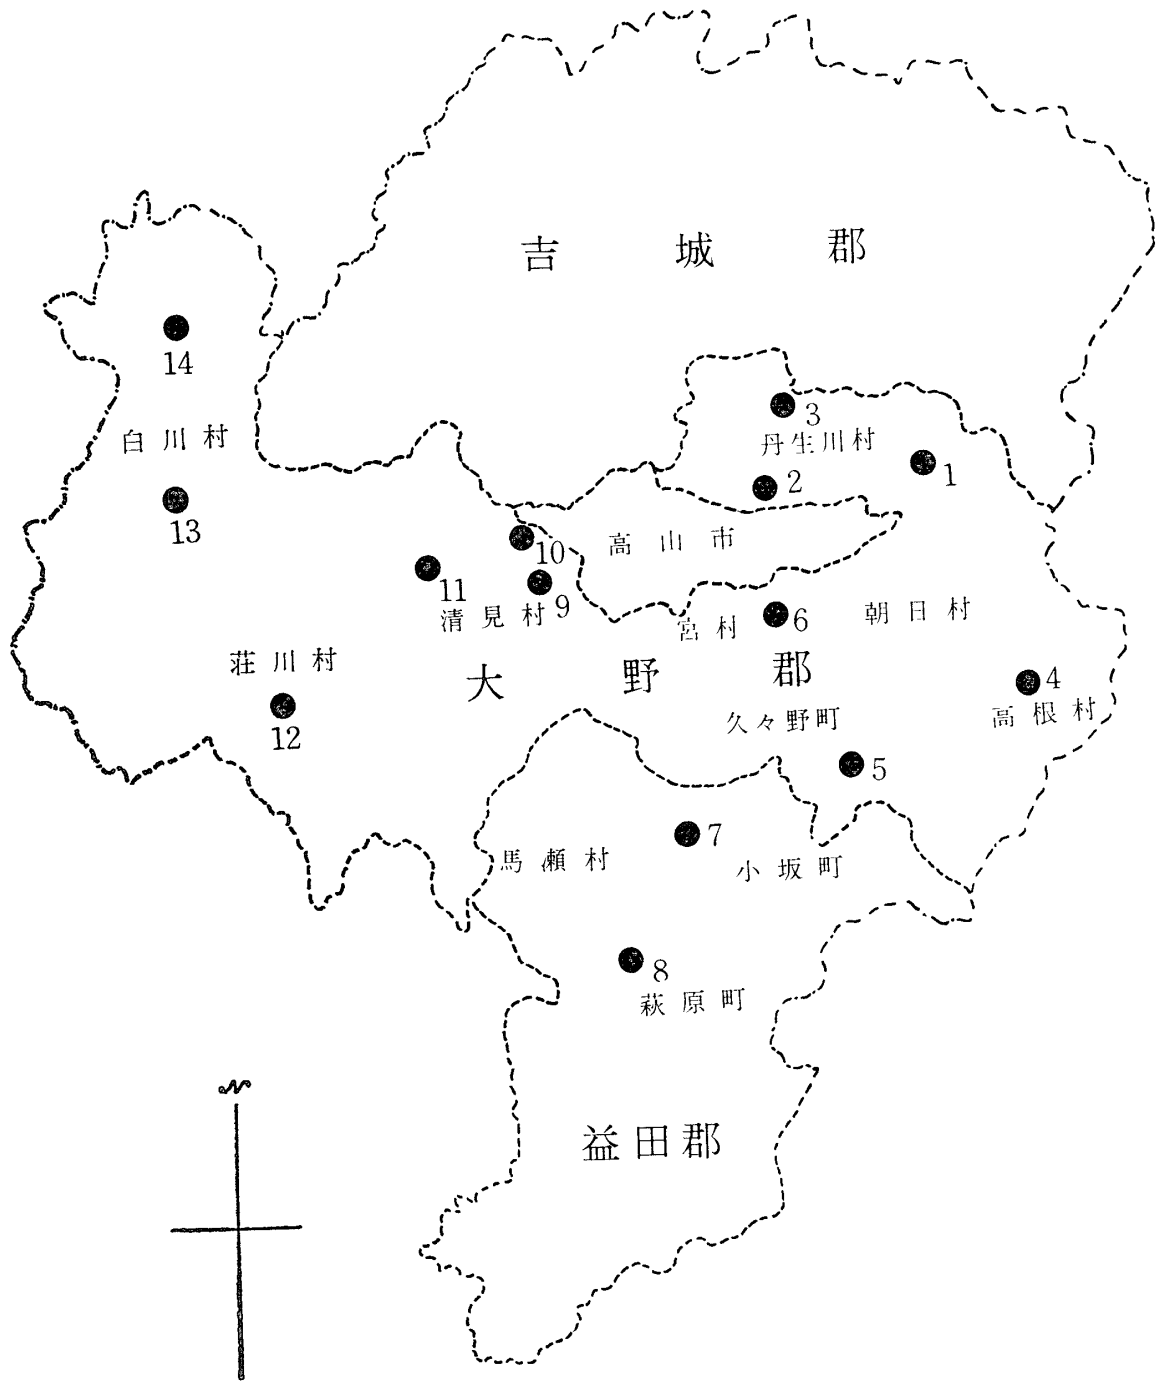 吉城郡
14
3
白川村
丹生川村
1
2
13
高山市
10
11
9
清見村
朝日村
6
宮村
荘川村
大野郡
4
高根村
12
久々野町
5
7
馬瀬村
小坂町
8
萩原町
N
益田郡